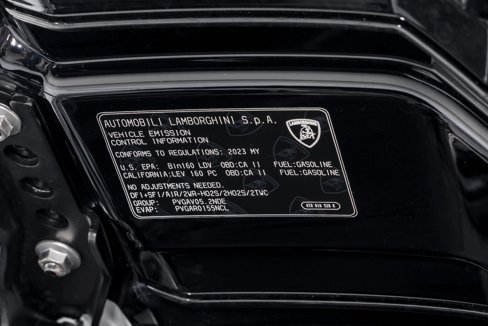 AUTOMOBILI LAMBORGHINI S.p.A.
VEHICLE EMISSION
CONTROL INFORMATION
CONFORMS TO REGULATIONS: 2023 MY
U.S. EPA: Bin160 LDV OBD:CA II FUEL:GASOLINE
CALIFORNIA:LEV 160 PC OBD:CA II FUEL:GASOLINE
NO ADJUSTMENTS NEEDED.
DFI+SFI/AIR/2WR-HO2S/2HO2S/2TWC
GROUP: PVGAV05.2NDE
EVAP: PVGAR0155NCL